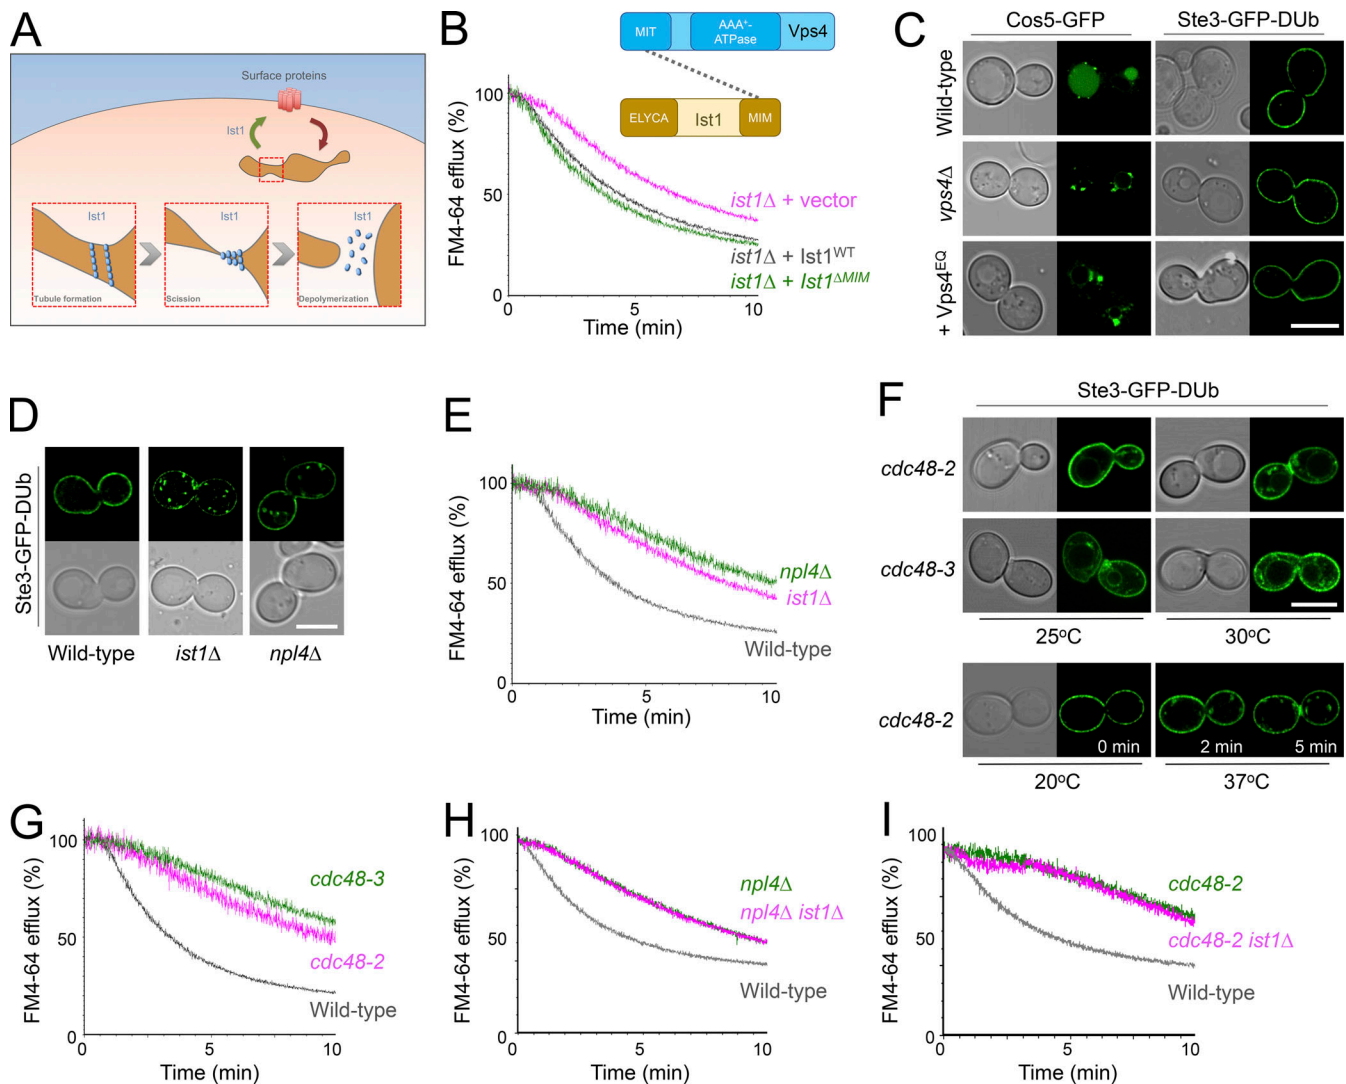 A
Surface proteins
Ist1
Ist1
Ist1
Ist1
Tubule formation
Scission
Depolymerization
B
MIT
AAA⁺-
ATPase
Vps4
ELYCA
Ist1
MIM
FM4-64 efflux (%)
100
50
0
0
5
10
Time (min)
ist1Δ + vector
ist1Δ + Ist1ᵂᵀ
ist1Δ + Ist1ᐃᴹᴵᴹ
C
Cos5-GFP
Ste3-GFP-DUb
Wild-type
vps4Δ
+ Vps4ᴱQ
D
Ste3-GFP-DUb
Wild-type
ist1Δ
npl4Δ
E
FM4-64 efflux (%)
100
50
0
0
5
10
Time (min)
npl4Δ
ist1Δ
Wild-type
F
Ste3-GFP-DUb
cdc48-2
cdc48-3
25°C
30°C
cdc48-2
0 min
2 min
5 min
20°C
37°C
G
FM4-64 efflux (%)
100
50
0
0
5
10
Time (min)
cdc48-3
cdc48-2
Wild-type
H
FM4-64 efflux (%)
100
50
0
0
5
10
Time (min)
npl4Δ
npl4Δ ist1Δ
Wild-type
I
FM4-64 efflux (%)
100
50
0
0
5
10
Time (min)
cdc48-2
cdc48-2 ist1Δ
Wild-type